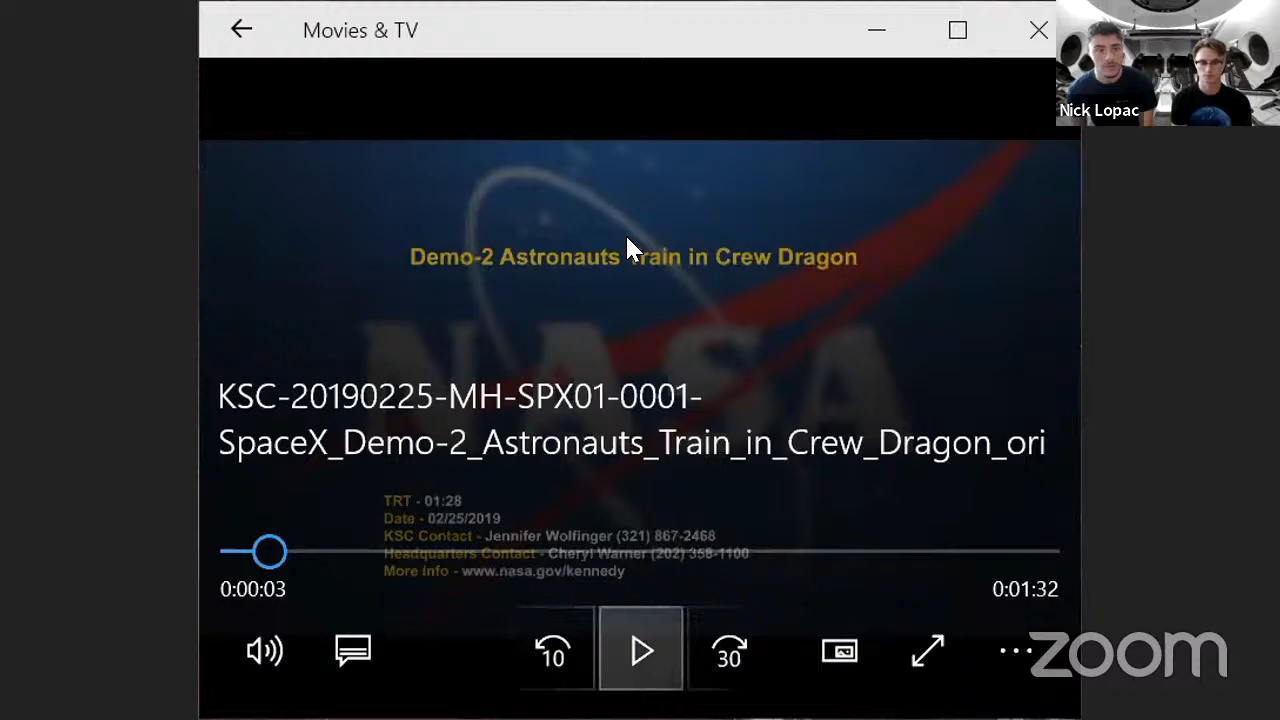 Movies & TV
Nick Lopac
Demo-2 Astronauts Train in Crew Dragon
NASA
KSC-20190225-MH-SPX01-0001-
SpaceX_Demo-2_Astronauts_Train_in_Crew_Dragon_ori
TRT - 01:28
Date - 02/25/2019
KSC Contact - Jennifer Wolfinger (321) 867-2468
Headquarters Contact - Cheryl Warner (202) 358-1100
More Info - www.nasa.gov/kennedy
0:00:03
0:01:32
10
30
zoom